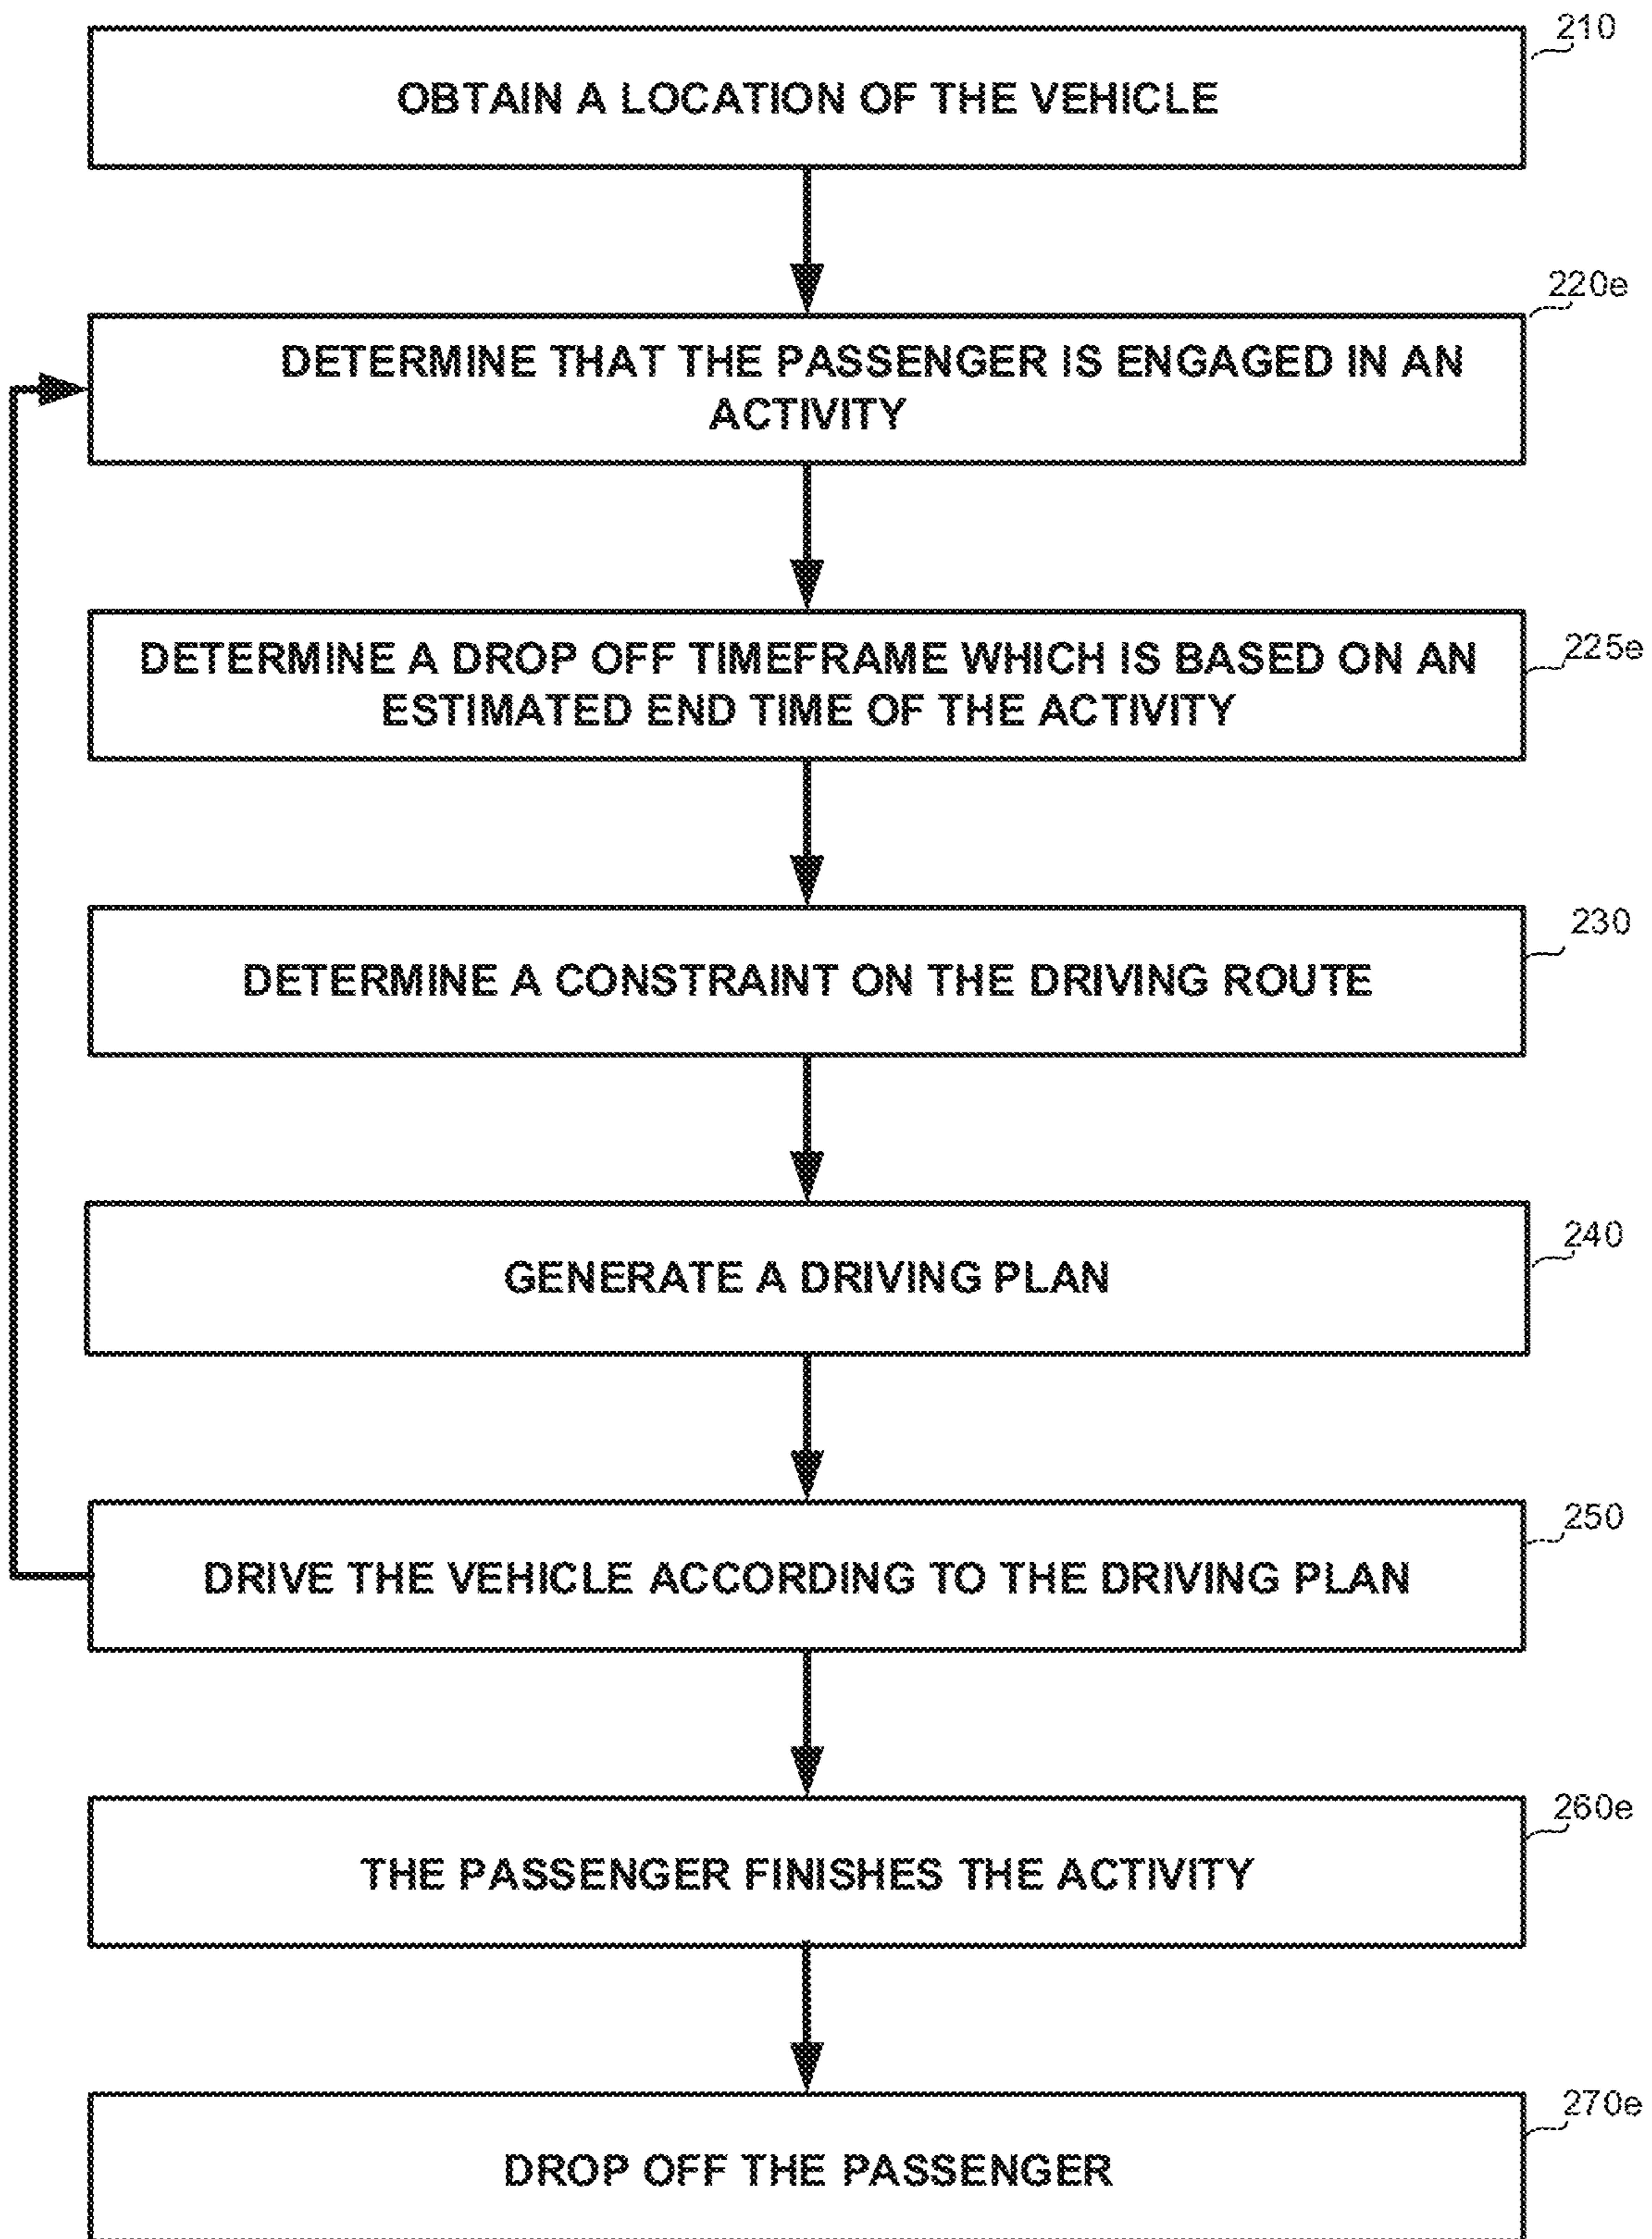 210
OBTAIN A LOCATION OF THE VEHICLE
220e
DETERMINE THAT THE PASSENGER IS ENGAGED IN AN
ACTIVITY
225e
DETERMINE A DROP OFF TIMEFRAME WHICH IS BASED ON AN
ESTIMATED END TIME OF THE ACTIVITY
230
DETERMINE A CONSTRAINT ON THE DRIVING ROUTE
240
GENERATE A DRIVING PLAN
250
DRIVE THE VEHICLE ACCORDING TO THE DRIVING PLAN
260e
THE PASSENGER FINISHES THE ACTIVITY
270e
DROP OFF THE PASSENGER